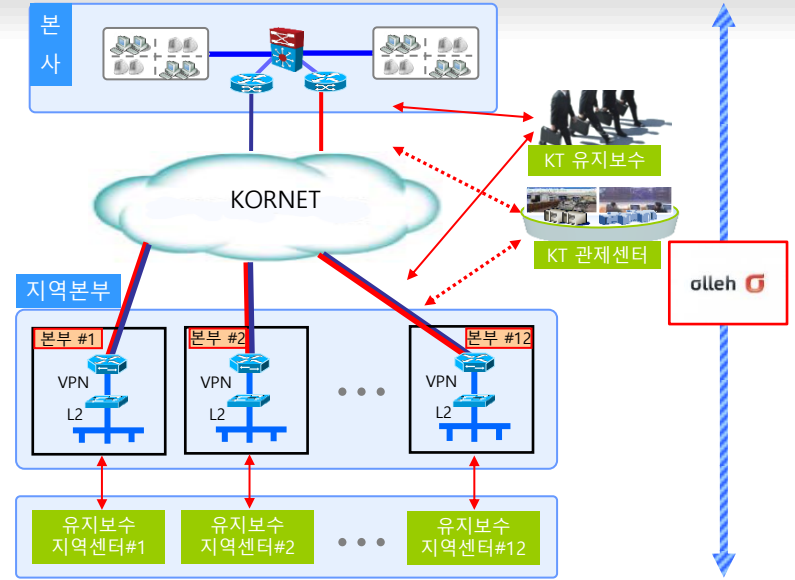 본
사
KT 유지보수
KORNET
KT 관제센터
olleh
지역본부
본부 #1
본부 #2
본부 #12
VPN
VPN
VPN
L2
L2
L2
유지보수
지역센터#1
유지보수
지역센터#2
유지보수
지역센터#12